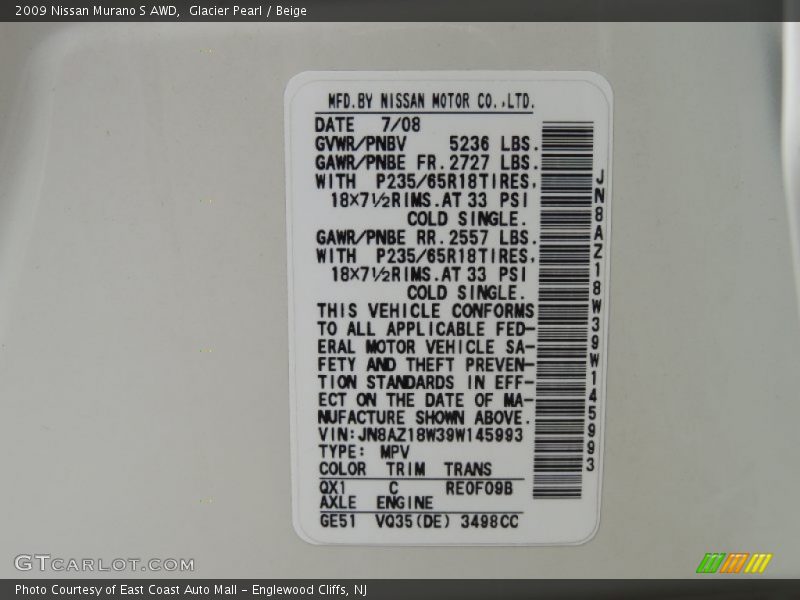 2009 Nissan Murano S AWD,  Glacier Pearl / Beige
MFD.BY NISSAN MOTOR CO.,LTD.
DATE 7/08
GVWR/PNBV 5236 LBS.
GAWR/PNBE FR. 2727 LBS.
WITH P235/65R18TIRES,
18×7½RIMS.AT 33 PSI
COLD SINGLE.
GAWR/PNBE RR. 2557 LBS.
WITH P235/65R18TIRES,
18×7½RIMS.AT 33 PSI
COLD SINGLE.
THIS VEHICLE CONFORMS
TO ALL APPLICABLE FED-
ERAL MOTOR VEHICLE SA-
FETY AND THEFT PREVEN-
TION STANDARDS IN EFF-
ECT ON THE DATE OF MA-
NUFACTURE SHOWN ABOVE.
VIN:JN8AZ18W39W145993
TYPE: MPV
COLOR TRIM TRANS
QX1 C RE0F09B
AXLE ENGINE
GE51 VQ35(DE) 3498CC
JN8AZ18W39W145993
GTCARLOT.COM
Photo Courtesy of East Coast Auto Mall – Englewood Cliffs, NJ